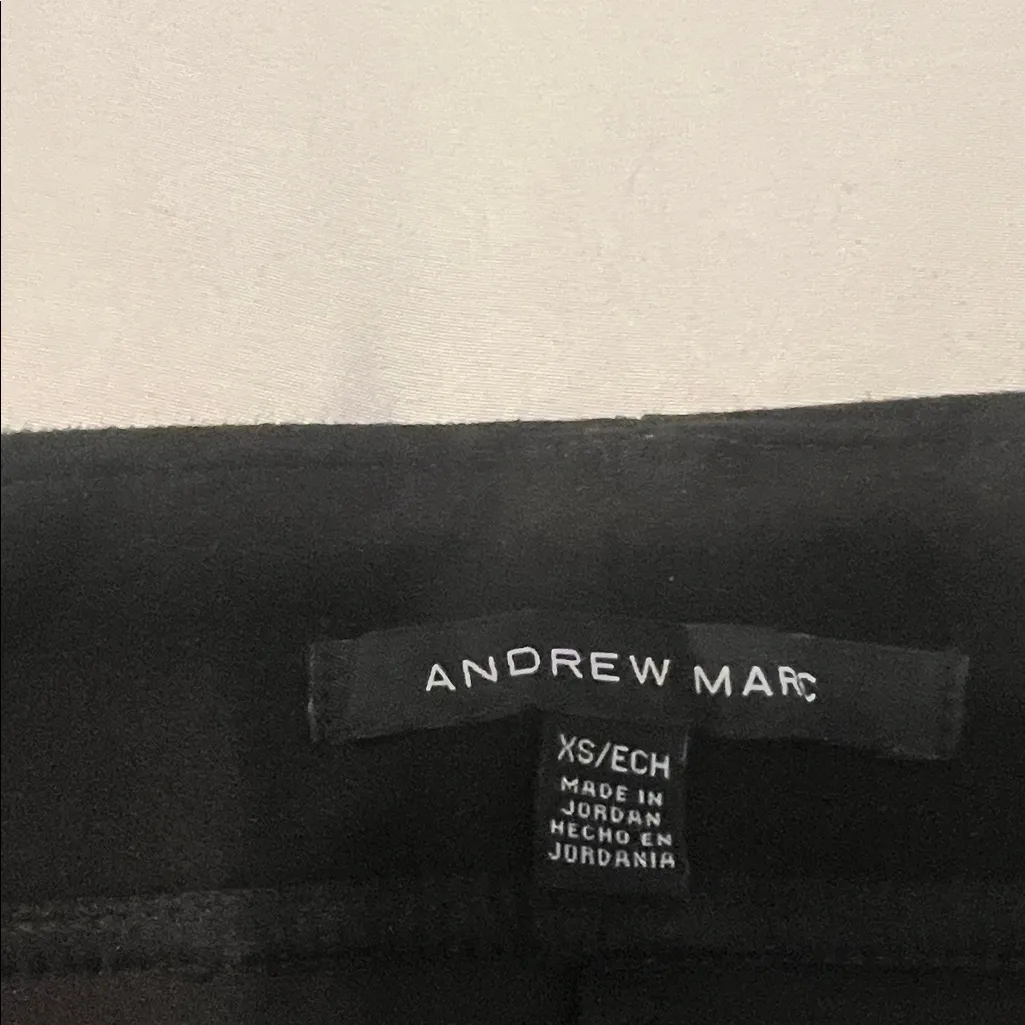 ANDREW MARC
XS/ECH
MADE IN
JORDAN
HECHO EN
JORDANIA